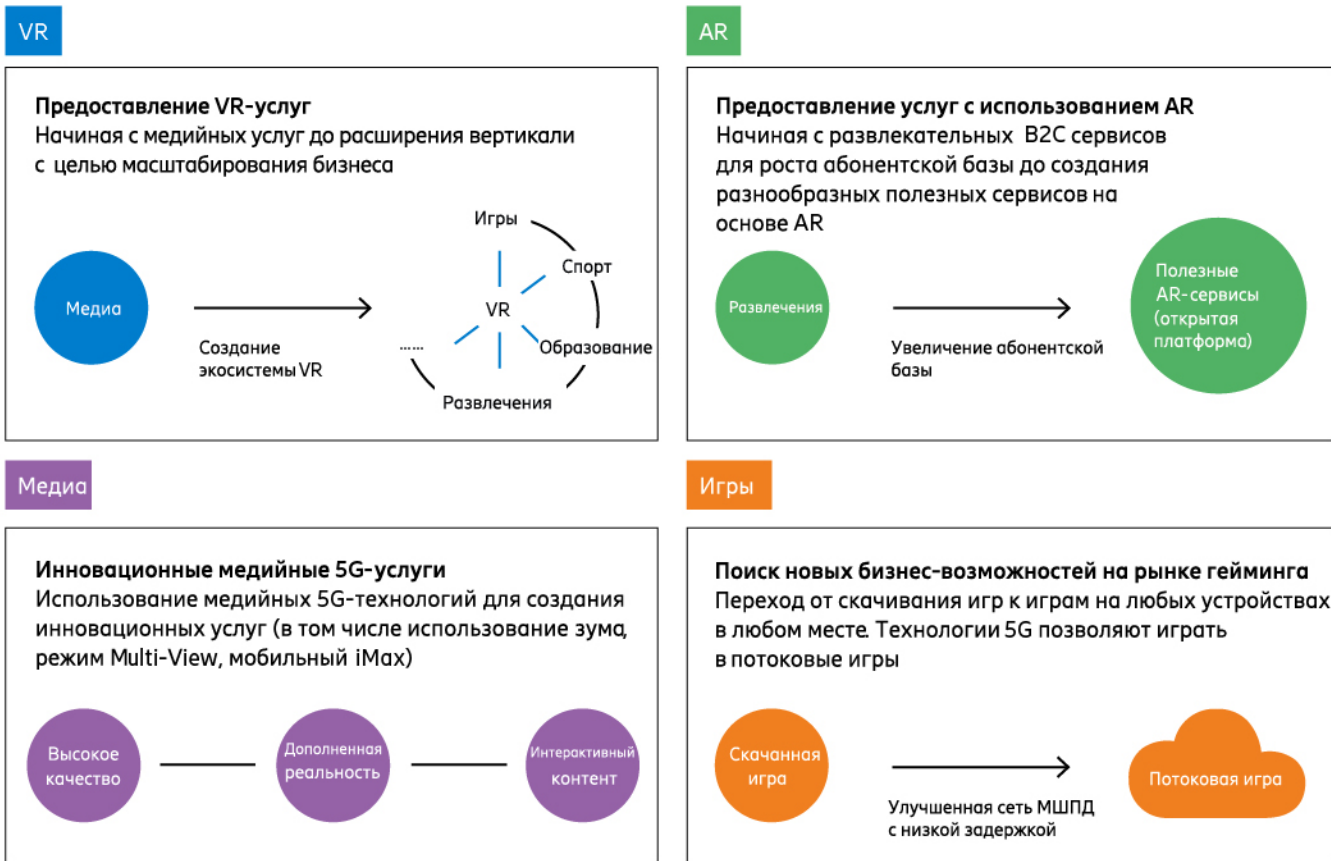 VR
Предоставление VR-услуг
Начиная с медийных услуг до расширения вертикали
с целью масштабирования бизнеса
Медиа
Создание
экосистемы VR
Игры
Спорт
VR
......
Образование
Развлечения
AR
Предоставление услуг с использованием AR
Начиная с развлекательных B2C сервисов
для роста абонентской базы до создания
разнообразных полезных сервисов на
основе AR
Развлечения
Увеличение абонентской
базы
Полезные
AR-сервисы
(открытая
платформа)
Медиа
Инновационные медийные 5G-услуги
Использование медийных 5G-технологий для создания
инновационных услуг (в том числе использование зума,
режим Multi-View, мобильный iMax)
Высокое
качество
Дополненная
реальность
Интерактивный
контент
Игры
Поиск новых бизнес-возможностей на рынке гейминга
Переход от скачивания игр к играм на любых устройствах
в любом месте. Технологии 5G позволяют играть
в потоковые игры
Скачанная
игра
Улучшенная сеть МШПД
с низкой задержкой
Потоковая игра